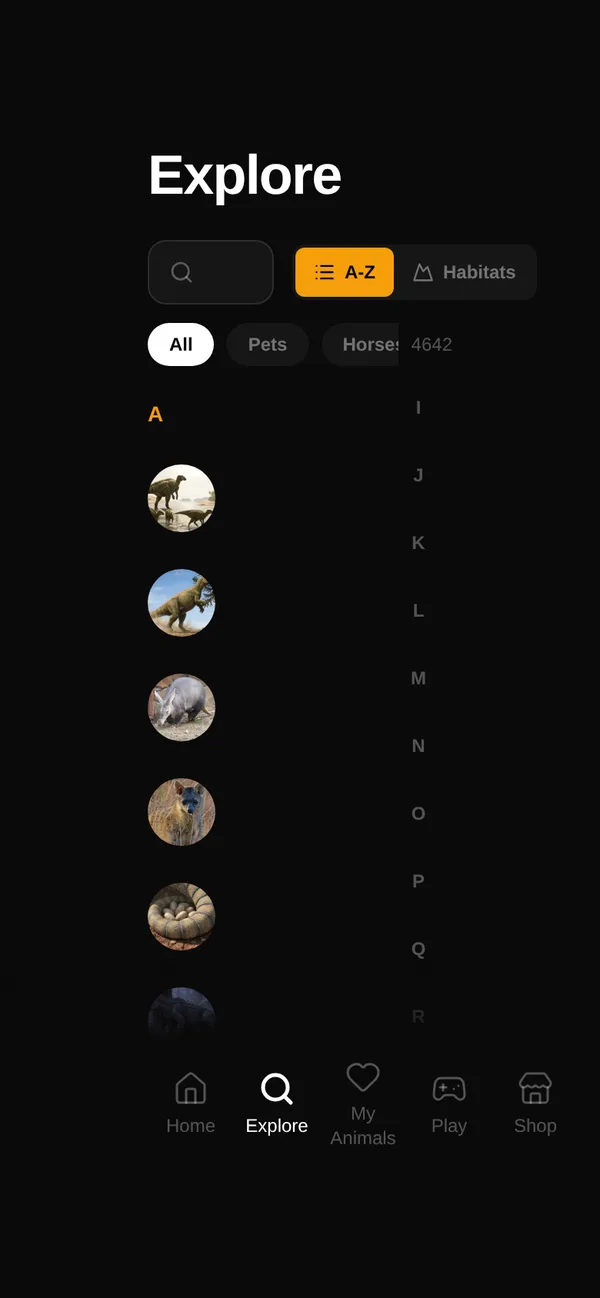 Explore
A-Z
Habitats
All
Pets
Horses
4642
A
I
J
K
L
M
N
O
P
Q
R
Home
Explore
My
Animals
Play
Shop